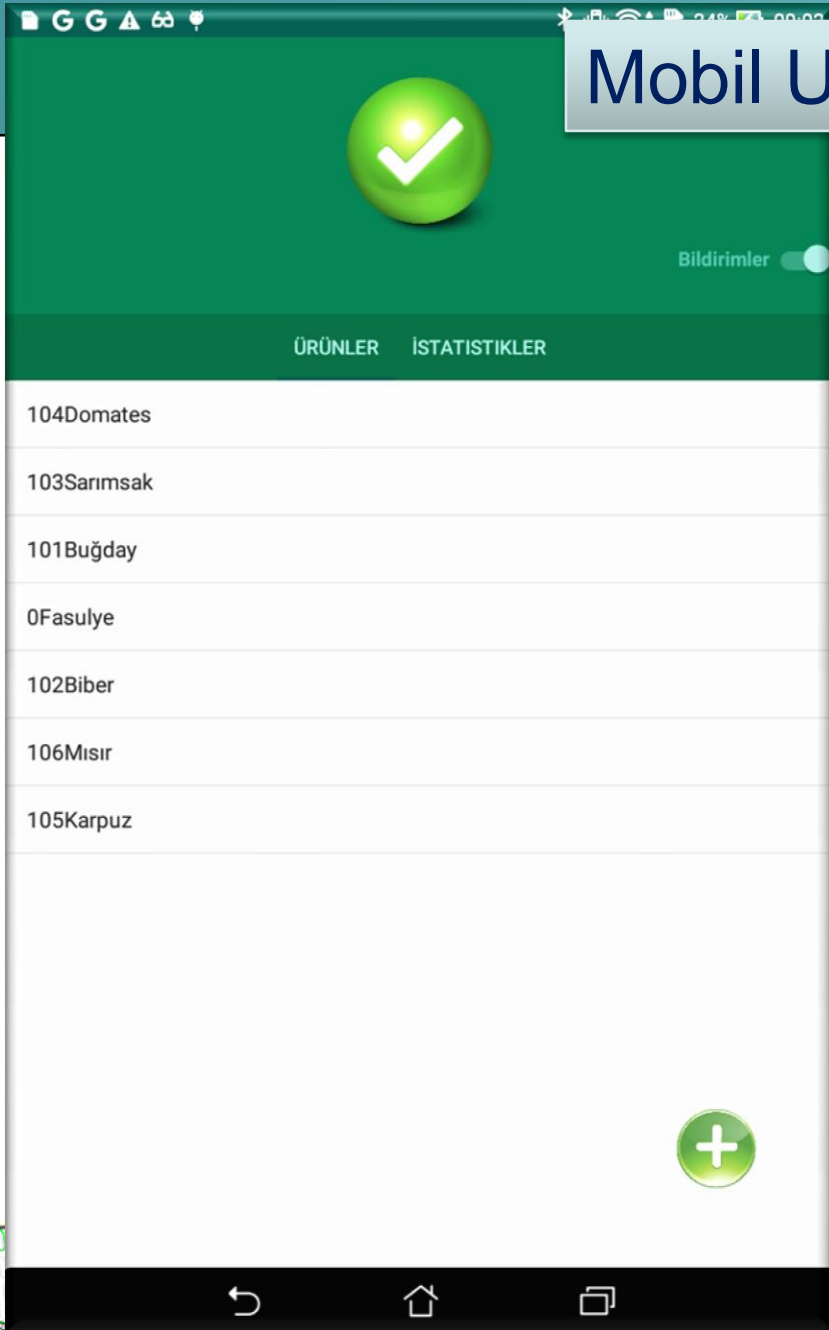 Mobil
Bildirimler
ÜRÜNLER İSTATISTIKLER
104Domates
103Sarımsak
101Buğday
0Fasulye
102Biber
106Mısır
105Karpuz